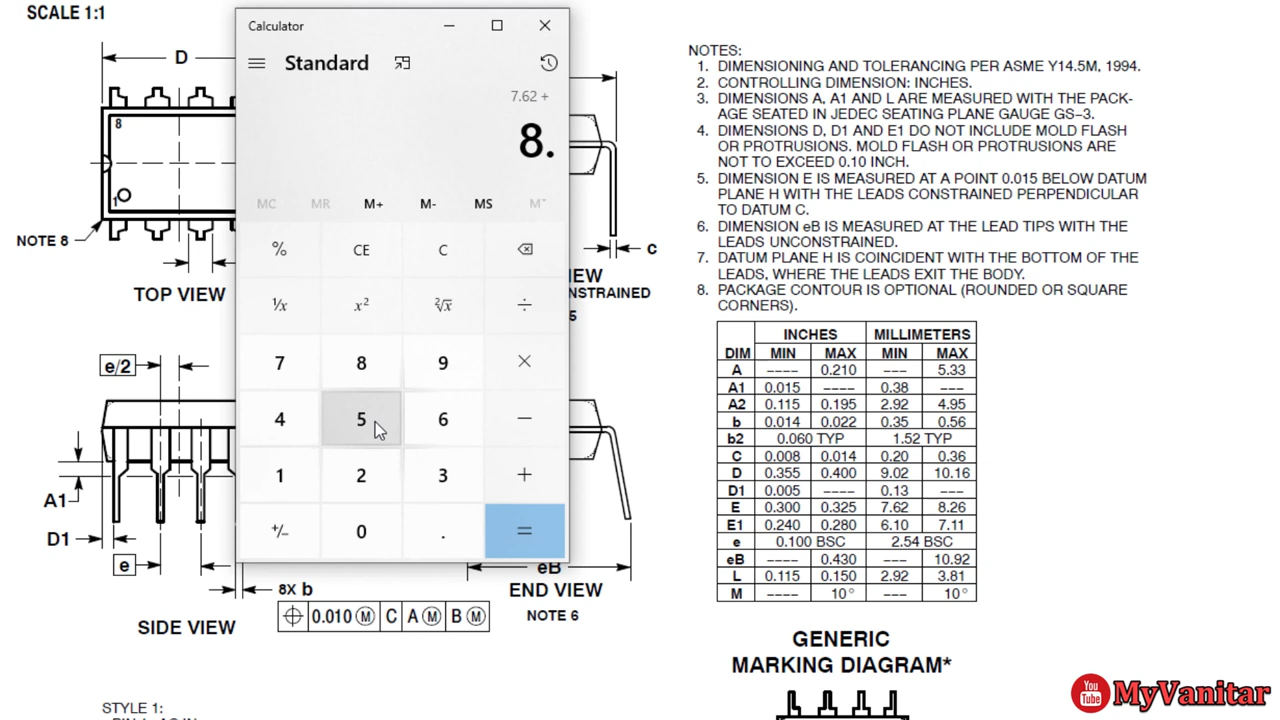 SCALE 1:1
D
8
1
NOTE 8
TOP VIEW
Calculator
Standard
7.62 +
8.
MC MR M+ M- MS M˅
% CE C
¹/x x² ²√x ÷
7 8 9 ×
4 5 6 −
1 2 3 +
+/− 0 . =
c
IEW
NSTRAINED
5
e/2
A1
D1
e
8X b
0.010 Ⓜ C A Ⓜ B Ⓜ
SIDE VIEW
eB
END VIEW
NOTE 6
NOTES:
1. DIMENSIONING AND TOLERANCING PER ASME Y14.5M, 1994.
2. CONTROLLING DIMENSION: INCHES.
3. DIMENSIONS A, A1 AND L ARE MEASURED WITH THE PACK-
AGE SEATED IN JEDEC SEATING PLANE GAUGE GS−3.
4. DIMENSIONS D, D1 AND E1 DO NOT INCLUDE MOLD FLASH
OR PROTRUSIONS. MOLD FLASH OR PROTRUSIONS ARE
NOT TO EXCEED 0.10 INCH.
5. DIMENSION E IS MEASURED AT A POINT 0.015 BELOW DATUM
PLANE H WITH THE LEADS CONSTRAINED PERPENDICULAR
TO DATUM C.
6. DIMENSION eB IS MEASURED AT THE LEAD TIPS WITH THE
LEADS UNCONSTRAINED.
7. DATUM PLANE H IS COINCIDENT WITH THE BOTTOM OF THE
LEADS, WHERE THE LEADS EXIT THE BODY.
8. PACKAGE CONTOUR IS OPTIONAL (ROUNDED OR SQUARE
CORNERS).
INCHES MILLIMETERS
DIM MIN MAX MIN MAX
A ---- 0.210 --- 5.33
A1 0.015 ---- 0.38 ---
A2 0.115 0.195 2.92 4.95
b 0.014 0.022 0.35 0.56
b2 0.060 TYP 1.52 TYP
C 0.008 0.014 0.20 0.36
D 0.355 0.400 9.02 10.16
D1 0.005 ---- 0.13 ---
E 0.300 0.325 7.62 8.26
E1 0.240 0.280 6.10 7.11
e 0.100 BSC 2.54 BSC
eB ---- 0.430 --- 10.92
L 0.115 0.150 2.92 3.81
M ---- 10° --- 10°
GENERIC
MARKING DIAGRAM*
STYLE 1:
You
Tube
MyVanitar